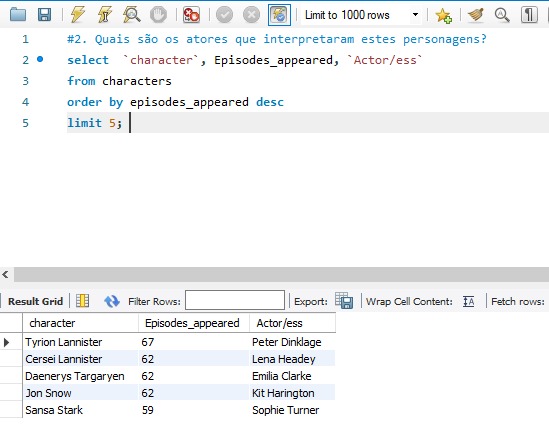 Limit to 1000 rows
1 #2. Quais são os atores que interpretaram estes personagens?
2 select `character`, Episodes_appeared, `Actor/ess`
3 from characters
4 order by episodes_appeared desc
5 limit 5;
Result Grid Filter Rows: Export: Wrap Cell Content: IA Fetch rows:
character Episodes_appeared Actor/ess
Tyrion Lannister 67 Peter Dinklage
Cersei Lannister 62 Lena Headey
Daenerys Targaryen 62 Emilia Clarke
Jon Snow 62 Kit Harington
Sansa Stark 59 Sophie Turner